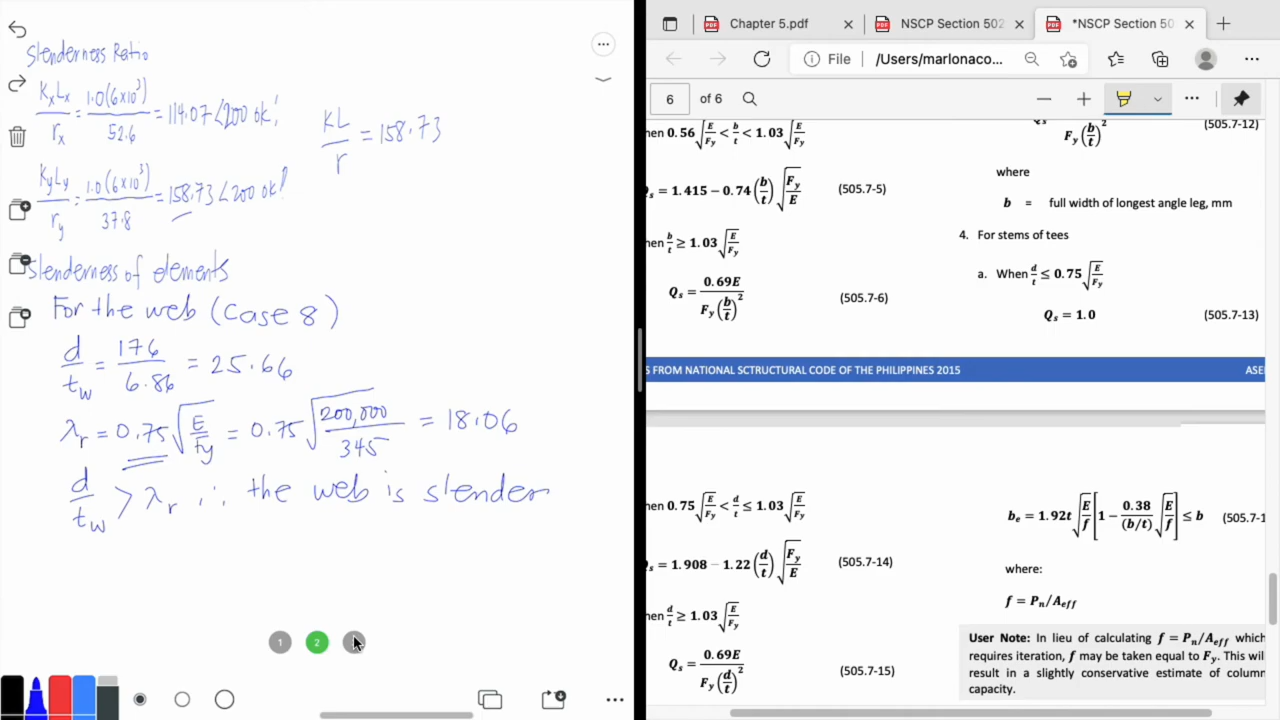 Slenderness Ratio
KxLx/rx = 1.0(6x10³)/52.6 = 114.07 < 200 ok!
KL/r = 158.73
KyLy/ry = 1.0(6x10³)/37.8 = 158.73 < 200 ok!
Slenderness of elements
For the web (Case 8)
d/tw = 176/6.86 = 25.66
λr = 0.75 √(E/Fy) = 0.75 √(200,000/345) = 18.06
d/tw > λr ∴ the web is slender
1 2
Chapter 5.pdf
NSCP Section 502
*NSCP Section 50
File
/Users/marlonaco...
6 of 6
hen 0.56√(E/Fy) < b/t < 1.03√(E/Fy)
s = 1.415 − 0.74 (b/t) √(Fy/E) (505.7-5)
hen b/t ≥ 1.03√(E/Fy)
Qs = 0.69E / Fy(b/t)² (505.7-6)
Fy(b/t)² (505.7-12)
where
b = full width of longest angle leg, mm
4. For stems of tees
a. When d/t ≤ 0.75√(E/Fy)
Qs = 1.0 (505.7-13)
S FROM NATIONAL SCTRUCTURAL CODE OF THE PHILIPPINES 2015 ASE
hen 0.75√(E/Fy) < d/t ≤ 1.03√(E/Fy)
s = 1.908 − 1.22 (d/t) √(Fy/E) (505.7-14)
hen d/t ≥ 1.03√(E/Fy)
Qs = 0.69E / Fy(d/t)² (505.7-15)
be = 1.92t √(E/f) [1 − 0.38/(b/t) √(E/f)] ≤ b (505.7-1
where:
f = Pn/Aeff
User Note: In lieu of calculating f = Pn/Aeff which
requires iteration, f may be taken equal to Fy. This will
result in a slightly conservative estimate of column
capacity.